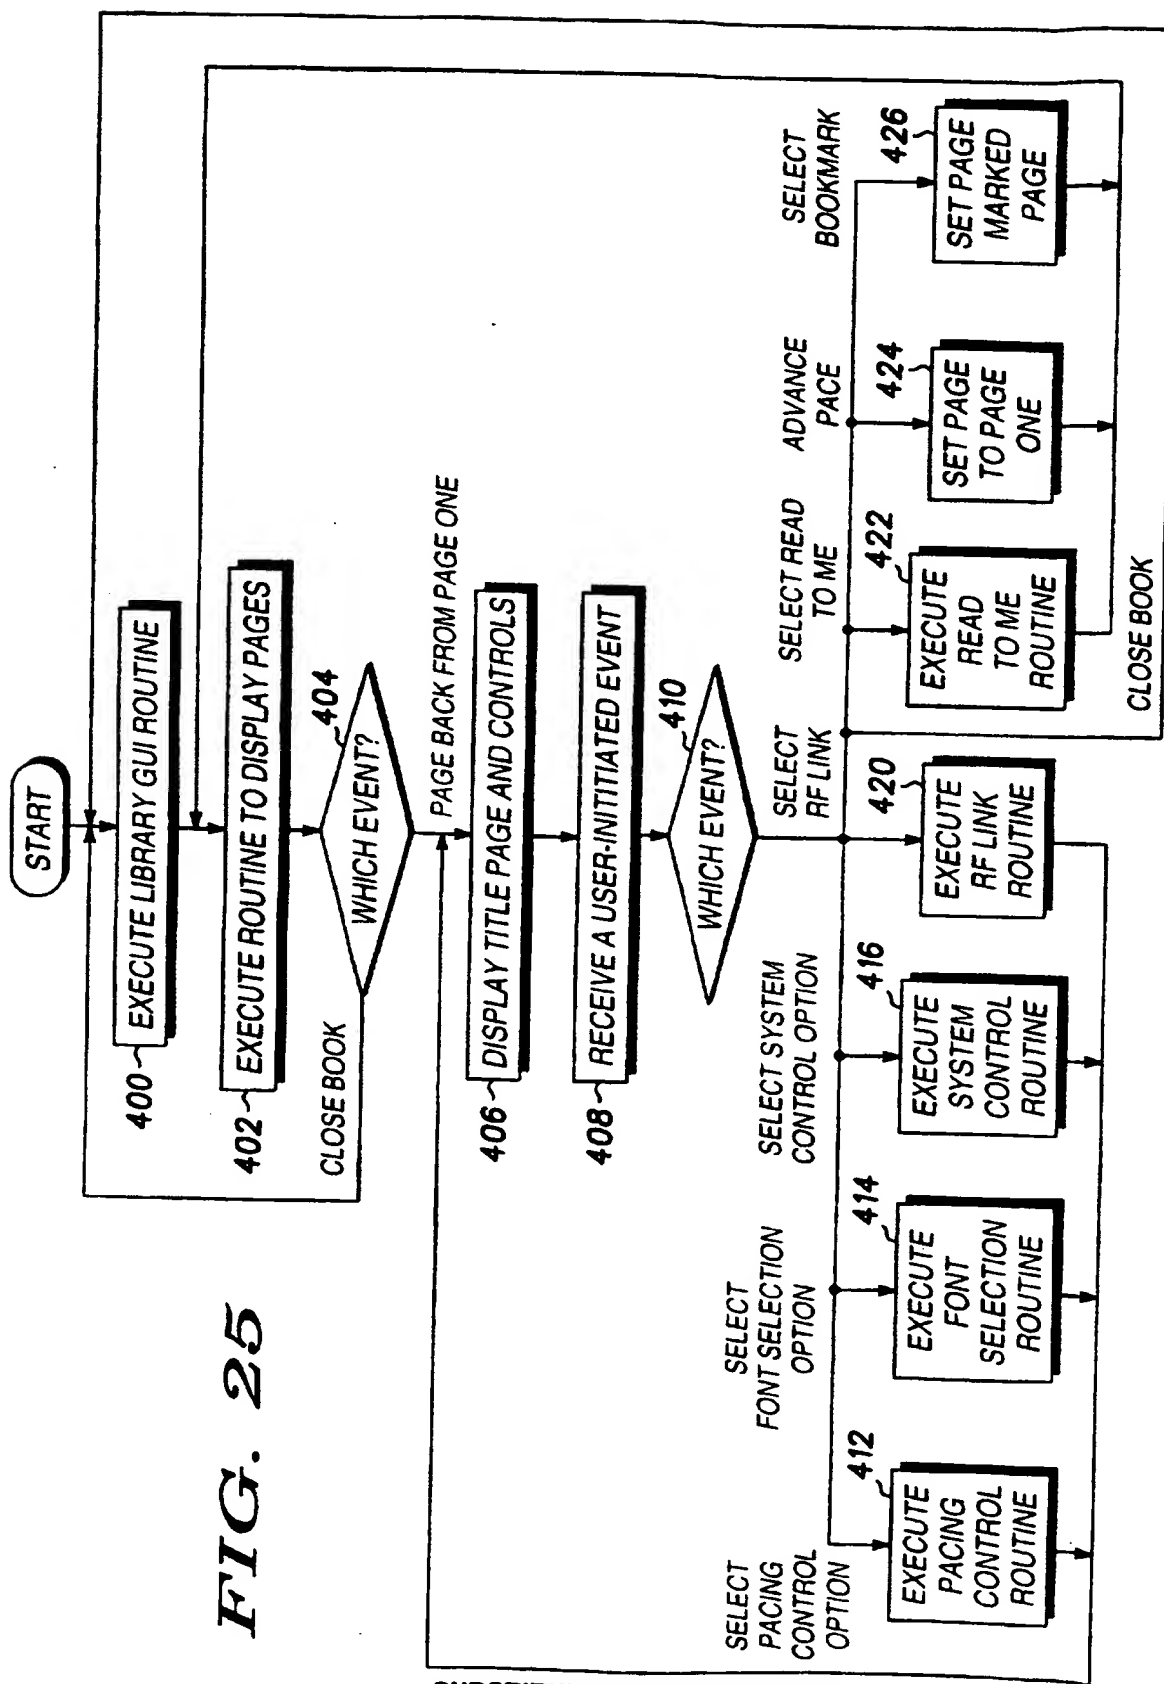 START
EXECUTE LIBRARY GUI ROUTINE
400
EXECUTE ROUTINE TO DISPLAY PAGES
402
WHICH EVENT?
404
CLOSE BOOK
PAGE BACK FROM PAGE ONE
DISPLAY TITLE PAGE AND CONTROLS
406
RECEIVE A USER-INITIATED EVENT
408
WHICH EVENT?
410
SELECT
PACING
CONTROL
OPTION
412
EXECUTE
PACING
CONTROL
ROUTINE
SELECT
FONT SELECTION
OPTION
414
EXECUTE
FONT
SELECTION
ROUTINE
SELECT SYSTEM
CONTROL OPTION
416
EXECUTE
SYSTEM
CONTROL
ROUTINE
SELECT
RF LINK
420
EXECUTE
RF LINK
ROUTINE
SELECT READ
TO ME
422
EXECUTE
READ
TO ME
ROUTINE
ADVANCE
PACE
424
SET PAGE
TO PAGE
ONE
SELECT
BOOKMARK
426
SET PAGE
MARKED
PAGE
CLOSE BOOK
FIG. 25